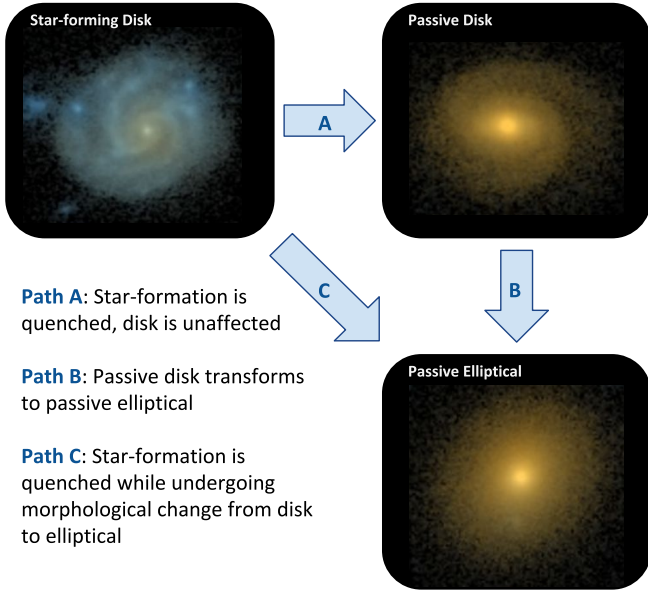 Star-forming Disk
Passive Disk
A
C
B
Path A: Star-formation is
quenched, disk is unaffected
Path B: Passive disk transforms
to passive elliptical
Path C: Star-formation is
quenched while undergoing
morphological change from disk
to elliptical
Passive Elliptical